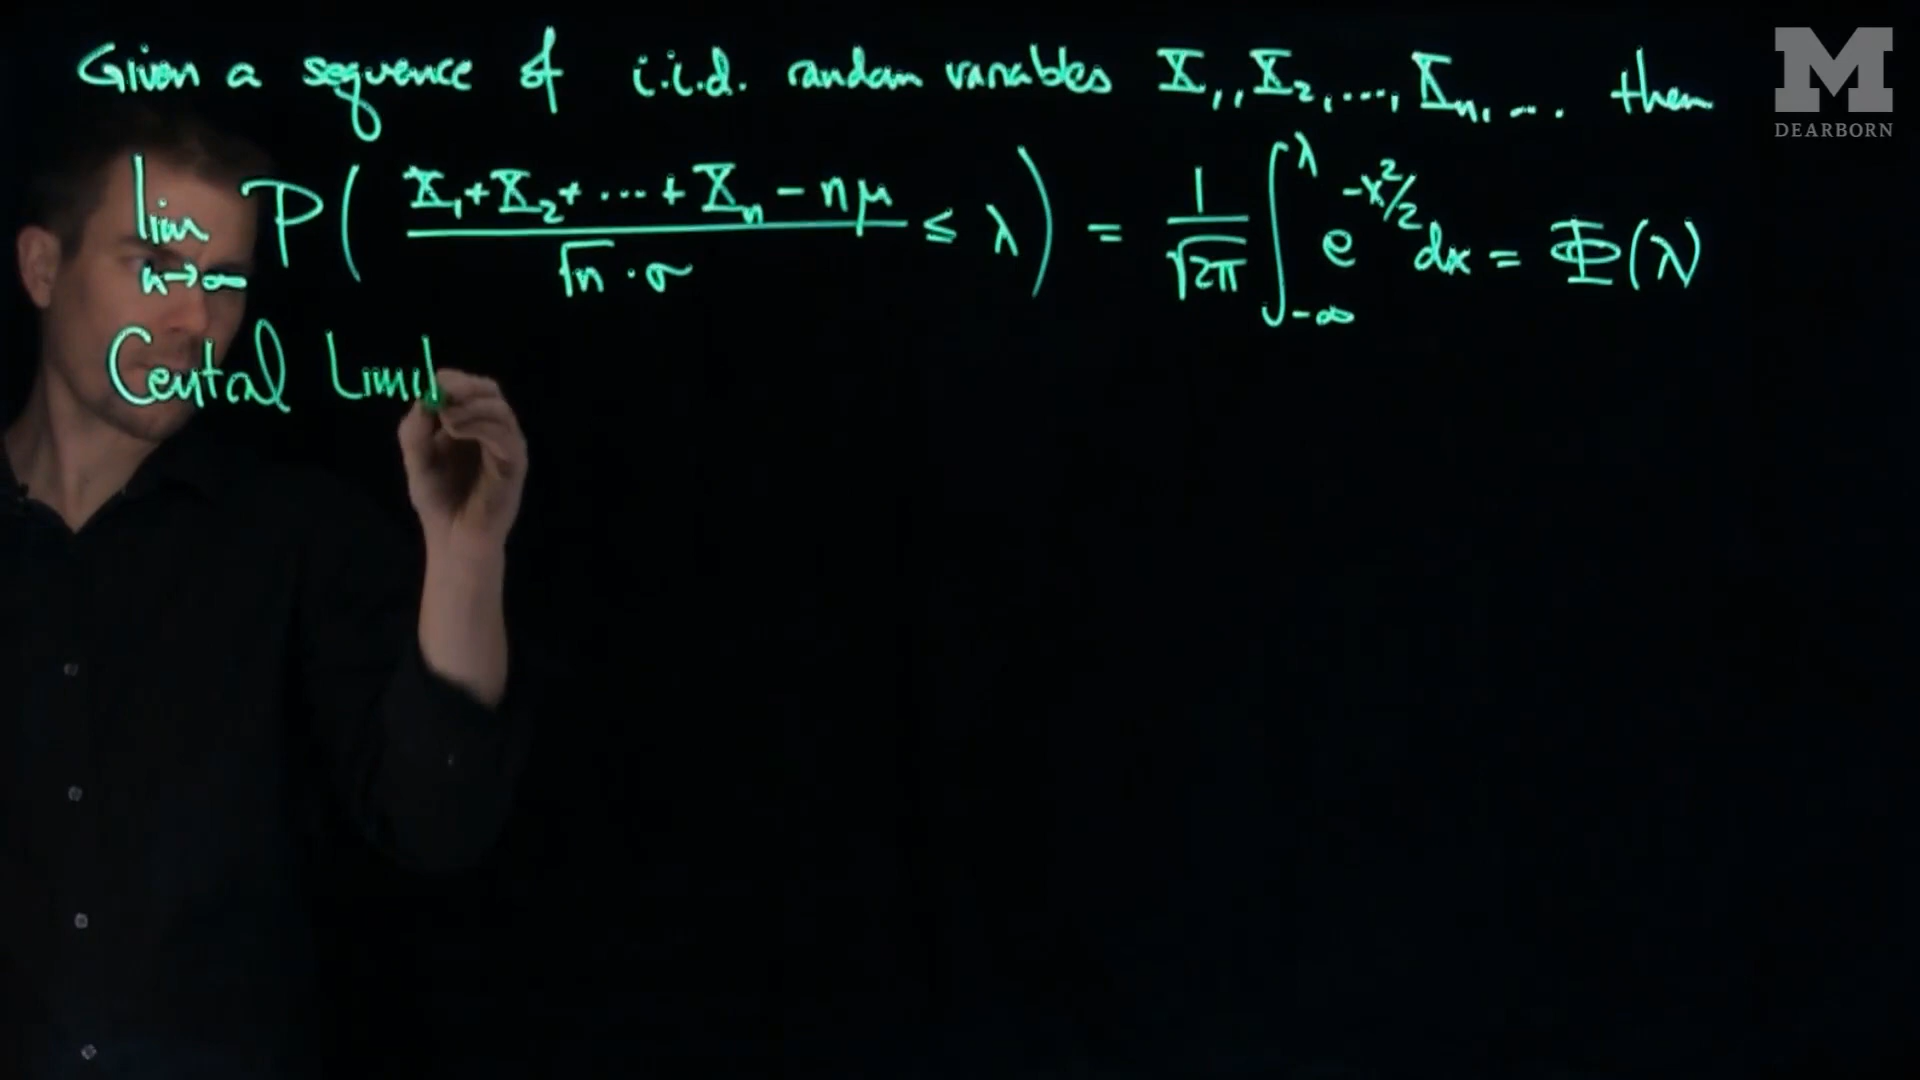 Given a sequence of i.i.d. random variables X₁, X₂, ..., Xₙ, ... then
lim n→∞ P( (X₁+X₂+ ··· + Xₙ − nμ) / (√n · σ) ≤ λ ) = 1/√2π ∫_{-∞}^{λ} e^{-x²/2} dx = Φ(λ)
Central Limit
M
DEARBORN